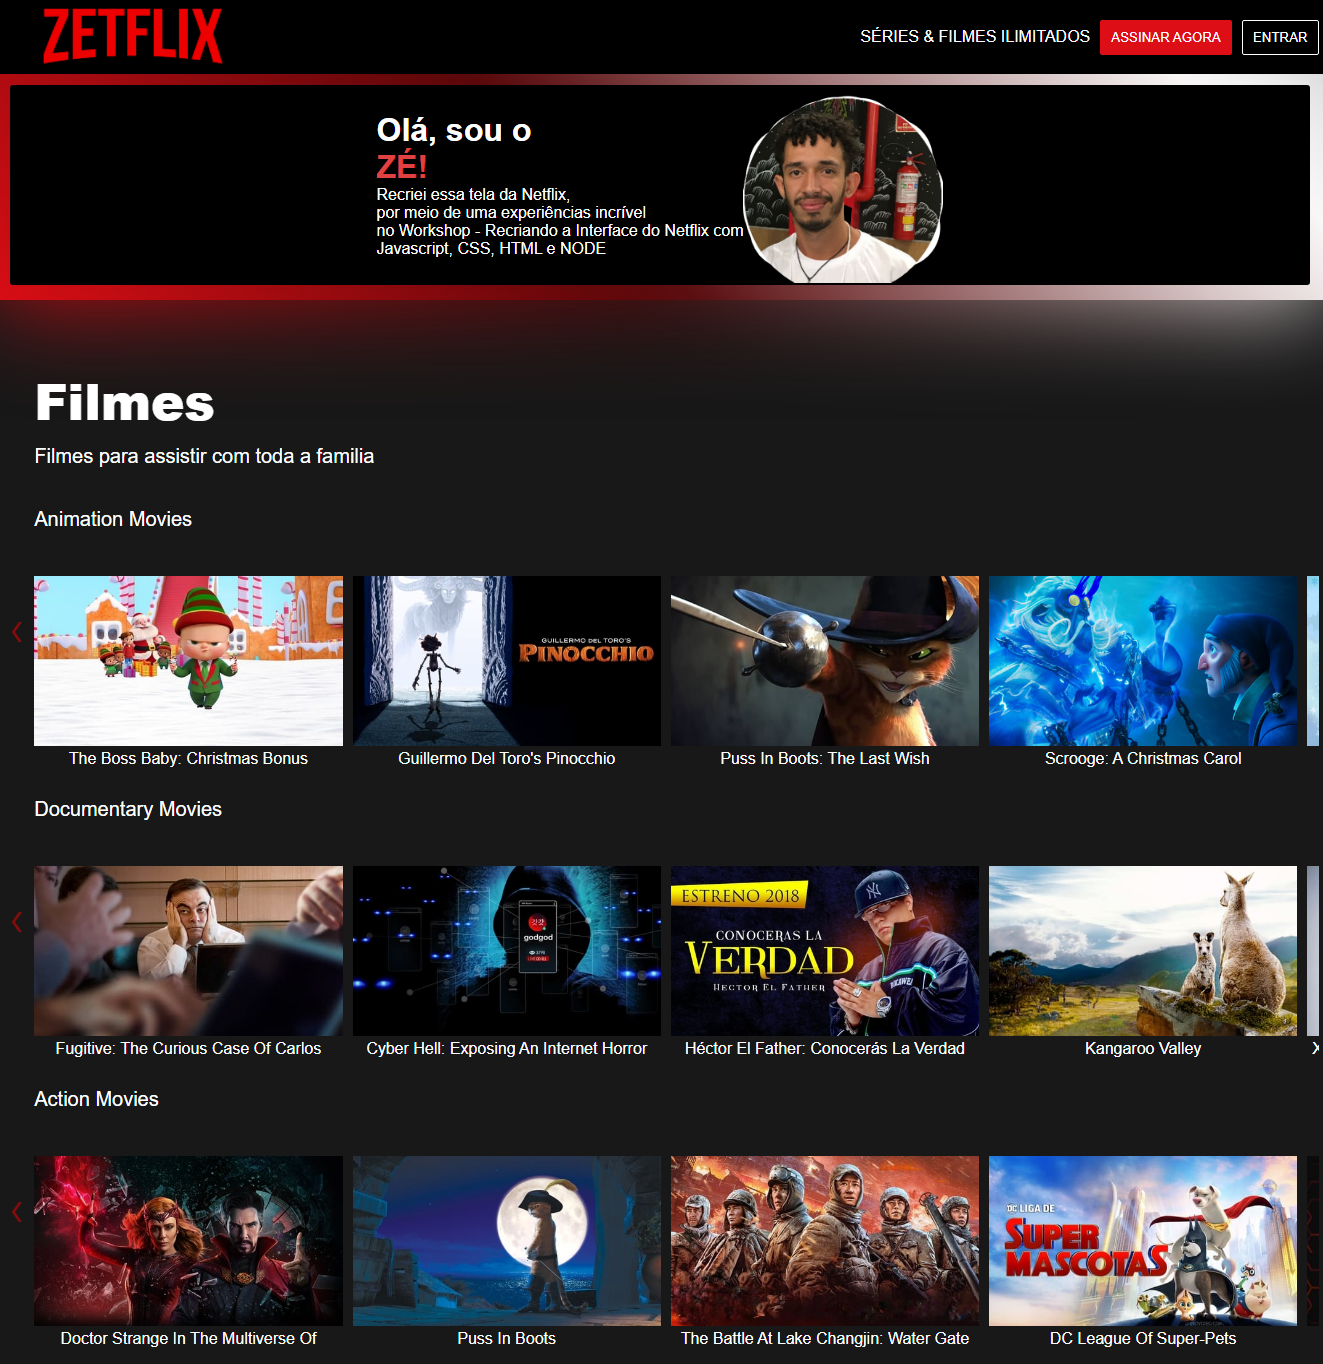 ZETFLIX
SÉRIES & FILMES ILIMITADOS
ASSINAR AGORA
ENTRAR
Olá, sou o
ZÉ!
Recriei essa tela da Netflix,
por meio de uma experiências incrível
no Workshop - Recriando a Interface do Netflix com
Javascript, CSS, HTML e NODE
Filmes
Filmes para assistir com toda a familia
Animation Movies
GUILLERMO DEL TORO'S
PINOCCHIO
The Boss Baby: Christmas Bonus
Guillermo Del Toro's Pinocchio
Puss In Boots: The Last Wish
Scrooge: A Christmas Carol
Documentary Movies
godgod
ESTRENO 2018
CONOCERAS LA
VERDAD
HECTOR EL FATHER
Fugitive: The Curious Case Of Carlos
Cyber Hell: Exposing An Internet Horror
Héctor El Father: Conocerás La Verdad
Kangaroo Valley
X
Action Movies
DC LIGA DE
SUPER
MASCOTAS
Doctor Strange In The Multiverse Of
Puss In Boots
The Battle At Lake Changjin: Water Gate
DC League Of Super-Pets